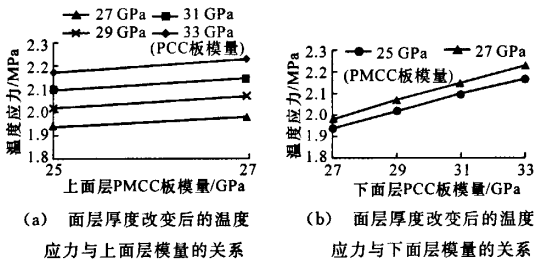 27 GPa 31 GPa
29 GPa 33 GPa
(PCC板模量)
温度应力/MPa
2.3
2.2
2.1
2.0
1.9
1.8
25 27
上面层PMCC板模量/GPa
(a) 面层厚度改变后的温度
应力与上面层模量的关系
25 GPa 27 GPa
(PMCC板模量)
温度应力/MPa
2.3
2.2
2.1
2.0
1.9
1.8
27 29 31 33
下面层PCC板模量/GPa
(b) 面层厚度改变后的温度
应力与下面层模量的关系